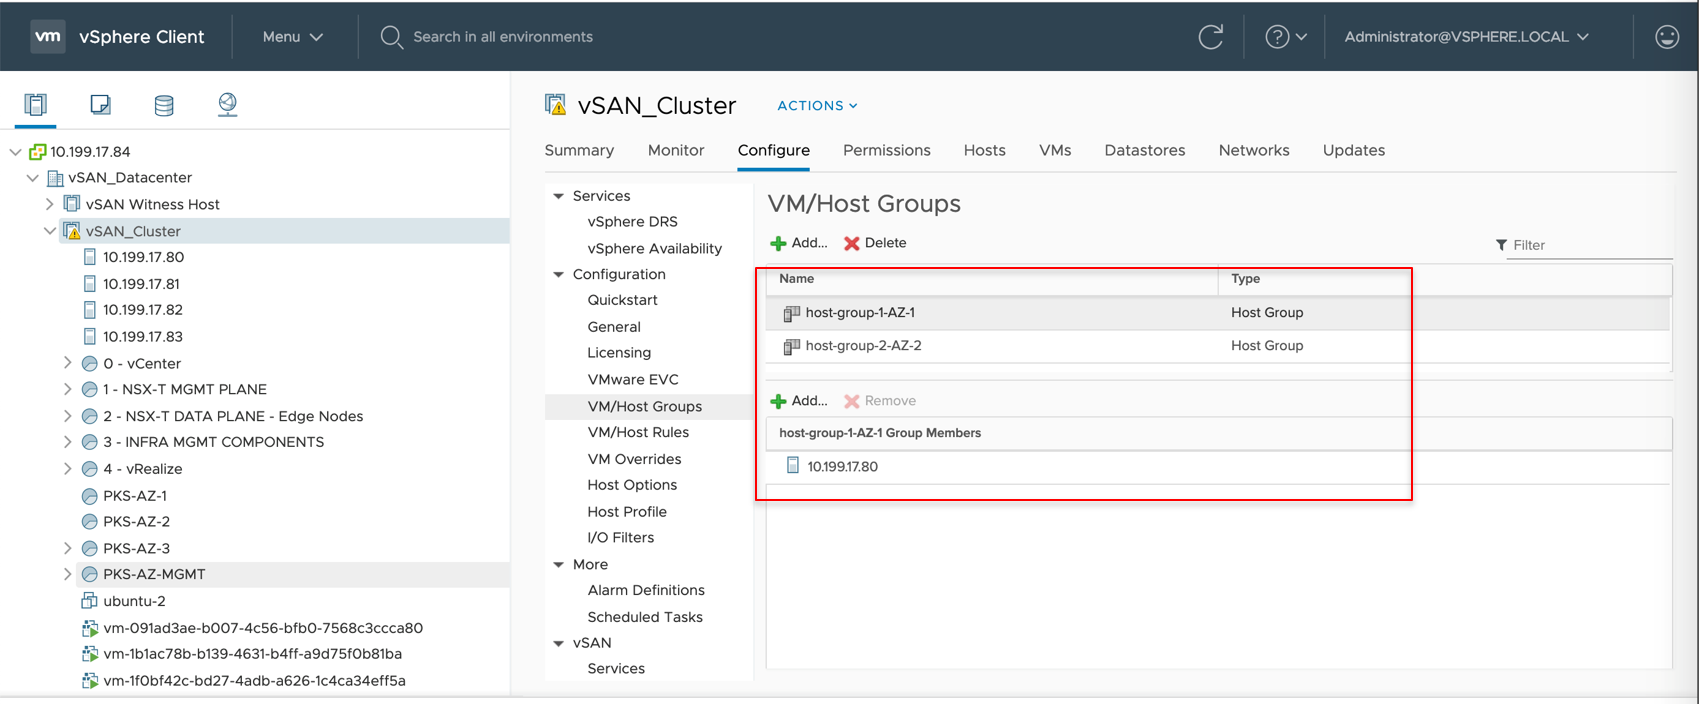 vm vSphere Client Menu Search in all environments ? Administrator@VSPHERE.LOCAL
10.199.17.84
vSAN_Datacenter
vSAN Witness Host
vSAN_Cluster
10.199.17.80
10.199.17.81
10.199.17.82
10.199.17.83
0 - vCenter
1 - NSX-T MGMT PLANE
2 - NSX-T DATA PLANE - Edge Nodes
3 - INFRA MGMT COMPONENTS
4 - vRealize
PKS-AZ-1
PKS-AZ-2
PKS-AZ-3
PKS-AZ-MGMT
ubuntu-2
vm-091ad3ae-b007-4c56-bfb0-7568c3ccca80
vm-1b1ac78b-b139-4631-b4ff-a9d75f0b81ba
vm-1f0bf42c-bd27-4adb-a626-1c4ca34eff5a
vSAN_Cluster ACTIONS
Summary Monitor Configure Permissions Hosts VMs Datastores Networks Updates
Services
vSphere DRS
vSphere Availability
Configuration
Quickstart
General
Licensing
VMware EVC
VM/Host Groups
VM/Host Rules
VM Overrides
Host Options
Host Profile
I/O Filters
More
Alarm Definitions
Scheduled Tasks
vSAN
Services
VM/Host Groups
Add... Delete Filter
Name Type
host-group-1-AZ-1 Host Group
host-group-2-AZ-2 Host Group
Add... Remove
host-group-1-AZ-1 Group Members
10.199.17.80